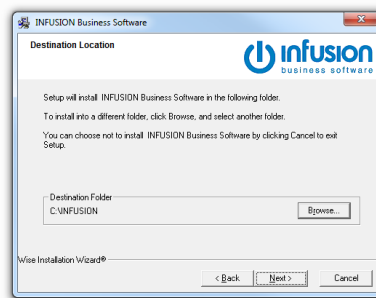 INFUSION Business Software
Destination Location
infusion
business software
Setup will install INFUSION Business Software in the following folder.
To install into a different folder, click Browse, and select another folder.
You can choose not to install INFUSION Business Software by clicking Cancel to exit
Setup.
Destination Folder
C:\INFUSION
Browse...
Wise Installation Wizard®
< Back
Next >
Cancel